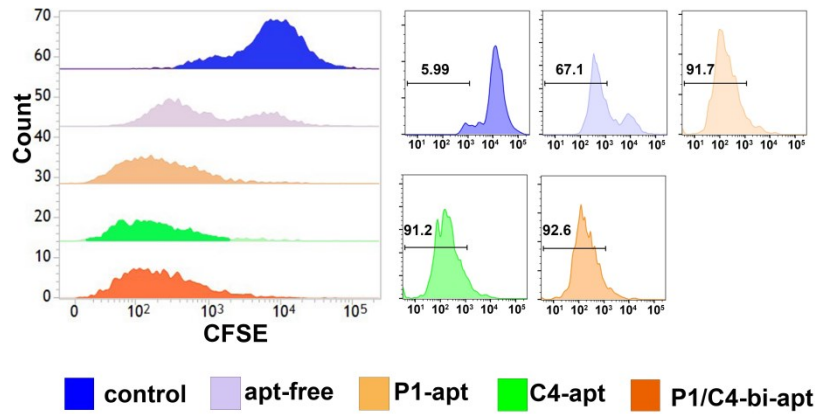 Count
70
60
50
40
30
20
10
0
0 10² 10³ 10⁴ 10⁵
CFSE
5.99
10¹ 10² 10³ 10⁴ 10⁵
67.1
10¹ 10² 10³ 10⁴ 10⁵
91.7
10¹ 10² 10³ 10⁴ 10⁵
91.2
10¹ 10² 10³ 10⁴ 10⁵
92.6
10¹ 10² 10³ 10⁴ 10⁵
control apt-free P1-apt C4-apt P1/C4-bi-apt